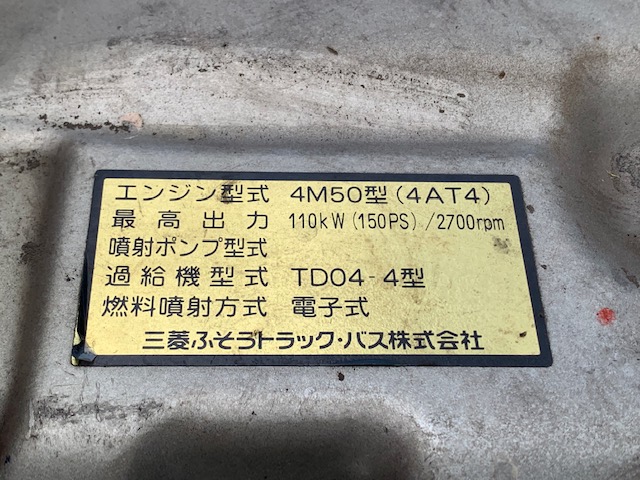 エンジン型式 4M50型(4AT4)
最高出力 110kW(150PS)/2700rpm
噴射ポンプ型式
過給機型式 TD04-4型
燃料噴射方式 電子式
三菱ふそうトラック・バス株式会社